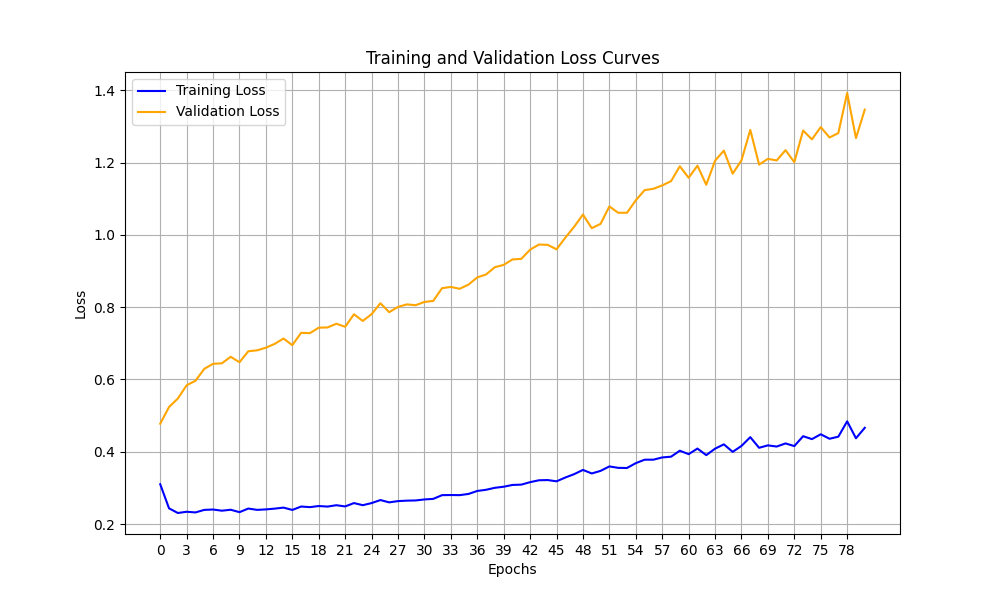 Training and Validation Loss Curves
Training Loss
Validation Loss
1.4
1.2
1.0
0.8
0.6
0.4
0.2
Loss
0 3 6 9 12 15 18 21 24 27 30 33 36 39 42 45 48 51 54 57 60 63 66 69 72 75 78
Epochs